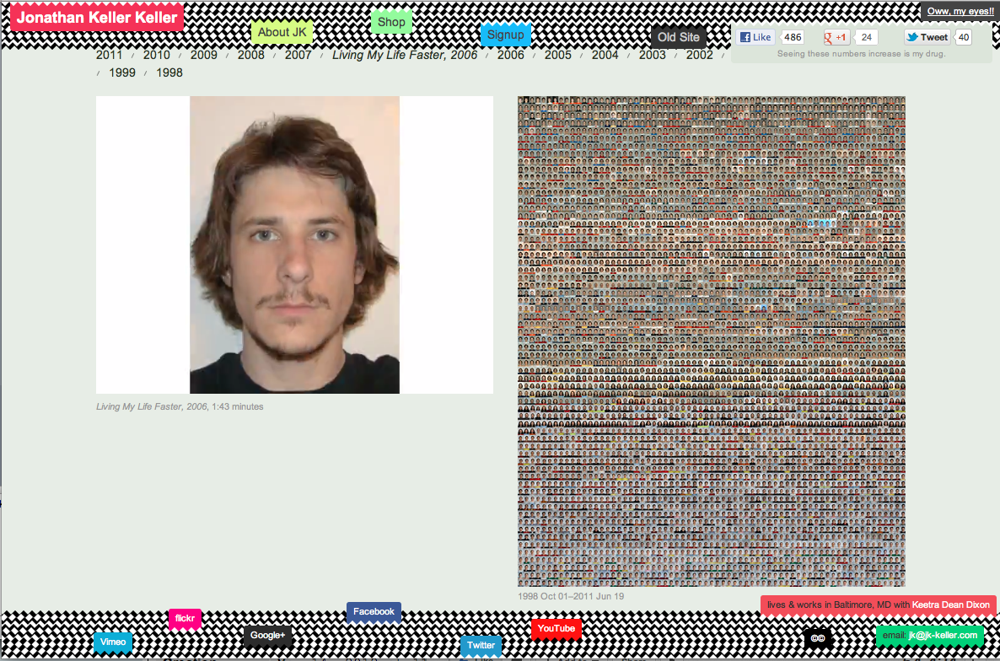 Jonathan Keller Keller
About JK
Shop
Signup
Old Site
Oww, my eyes!!
Like 486
+1 24
Tweet 40
Seeing these numbers increase is my drug.
2011 / 2010 / 2009 / 2008 / 2007 / Living My Life Faster, 2006 / 2006 / 2005 / 2004 / 2003 / 2002 /
/ 1999 / 1998
Living My Life Faster, 2006, 1:43 minutes
1998 Oct 01–2011 Jun 19
lives & works in Baltimore, MD with Keetra Dean Dixon
Vimeo
flickr
Google+
Facebook
Twitter
YouTube
email: jk@jk-keller.com